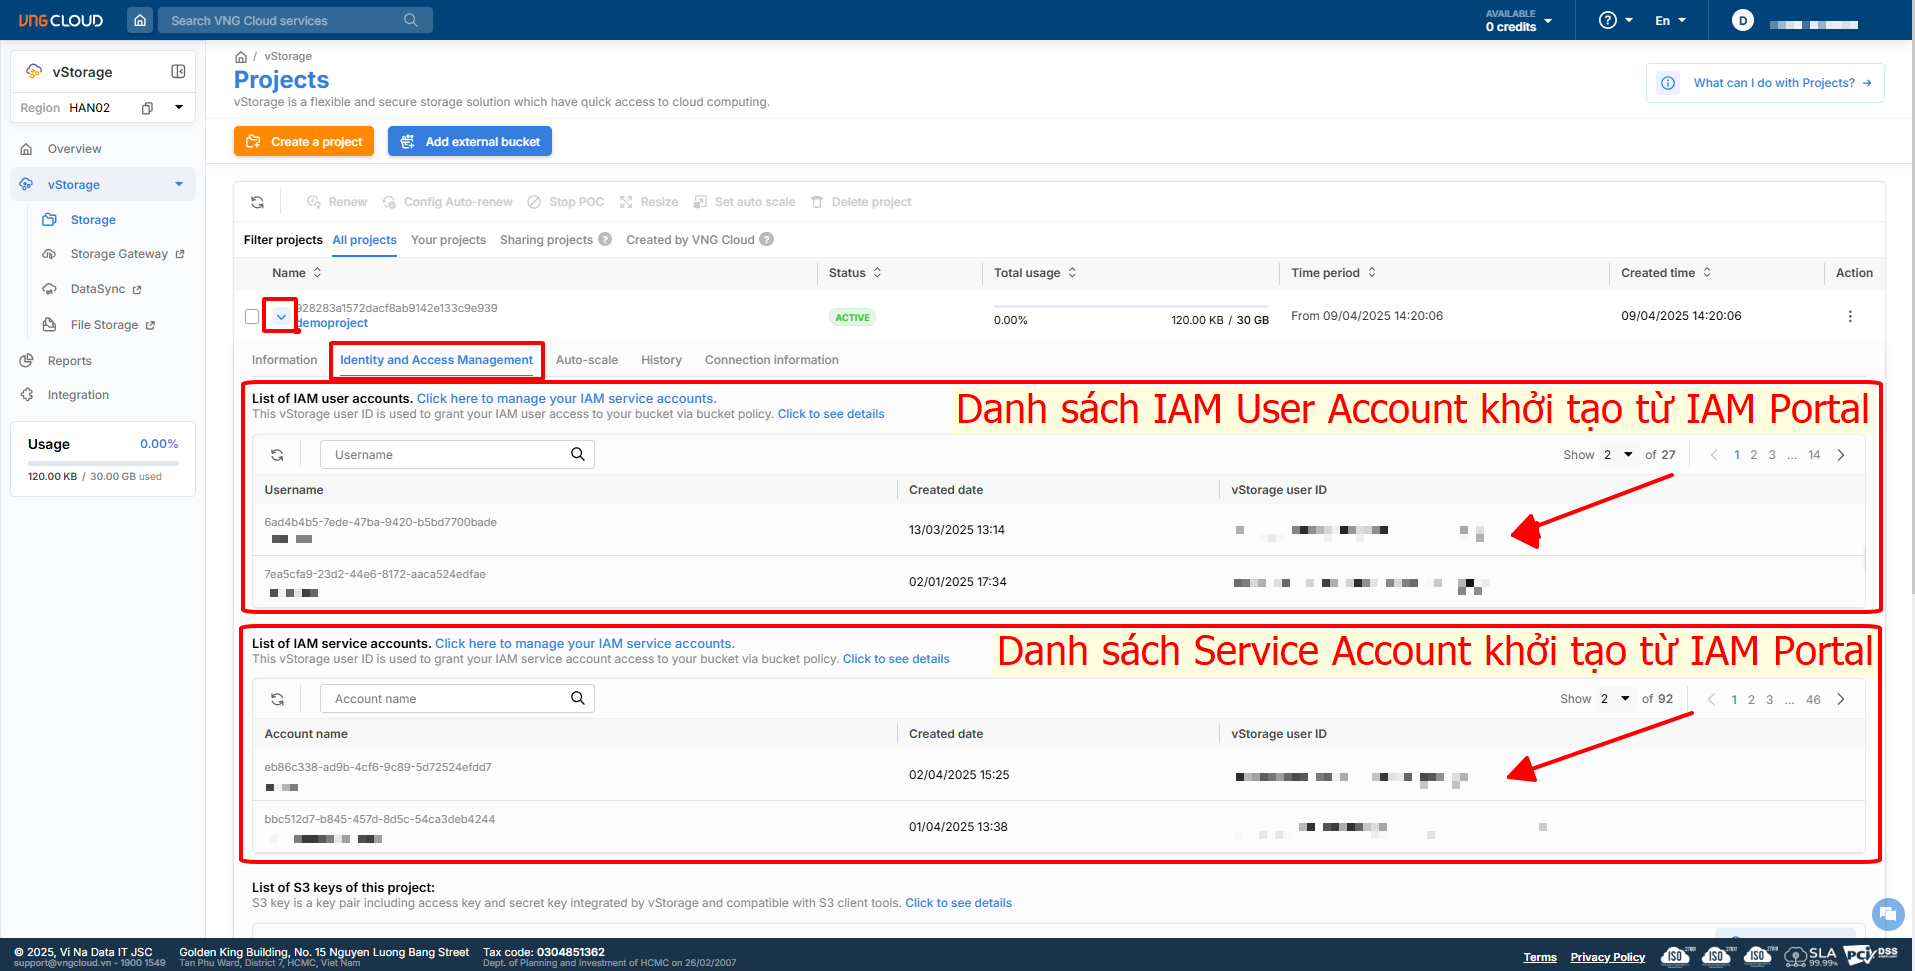 VNG CLOUD
Search VNG Cloud services
AVAILABLE
0 credits
En
D
vStorage
Region HAN02
Overview
vStorage
Storage
Storage Gateway
DataSync
File Storage
Reports
Integration
Usage 0.00%
120.00 KB / 30.00 GB used
/ vStorage
Projects
vStorage is a flexible and secure storage solution which have quick access to cloud computing.
What can I do with Projects?
Create a project
Add external bucket
Renew Config Auto-renew Stop POC Resize Set auto scale Delete project
Filter projects All projects Your projects Sharing projects Created by VNG Cloud
Name Status Total usage Time period Created time Action
928283a1572dacf8ab9142e133c9e939
demoproject
ACTIVE
0.00% 120.00 KB / 30 GB
From 09/04/2025 14:20:06
09/04/2025 14:20:06
Information Identity and Access Management Auto-scale History Connection information
List of IAM user accounts. Click here to manage your IAM service accounts.
This vStorage user ID is used to grant your IAM user access to your bucket via bucket policy. Click to see details
Danh sách IAM User Account khởi tạo từ IAM Portal
Username
Show 2 of 27
1 2 3 ... 14
Username Created date vStorage user ID
6ad4b4b5-7ede-47ba-9420-b5bd7700bade
13/03/2025 13:14
7ea5cfa9-23d2-44e6-8172-aaca524edfae
02/01/2025 17:34
List of IAM service accounts. Click here to manage your IAM service accounts.
This vStorage user ID is used to grant your IAM service account access to your bucket via bucket policy. Click to see details
Danh sách Service Account khởi tạo từ IAM Portal
Account name
Show 2 of 92
1 2 3 ... 46
Account name Created date vStorage user ID
eb86c338-ad9b-4cf6-9c89-5d72524efdd7
02/04/2025 15:25
bbc512d7-b845-457d-8d5c-54ca3deb4244
01/04/2025 13:38
List of S3 keys of this project:
S3 key is a key pair including access key and secret key integrated by vStorage and compatible with S3 client tools. Click to see details
© 2025, Vi Na Data IT JSC
support@vngcloud.vn - 1900 1549
Golden King Building, No. 15 Nguyen Luong Bang Street
Tan Phu Ward, District 7, HCMC, Viet Nam
Tax code: 0304851362
Dept. of Planning and Investment of HCMC on 26/02/2007
Terms
Privacy Policy
ISO
ISO
ISO
SLA
99.99%
PCI DSS